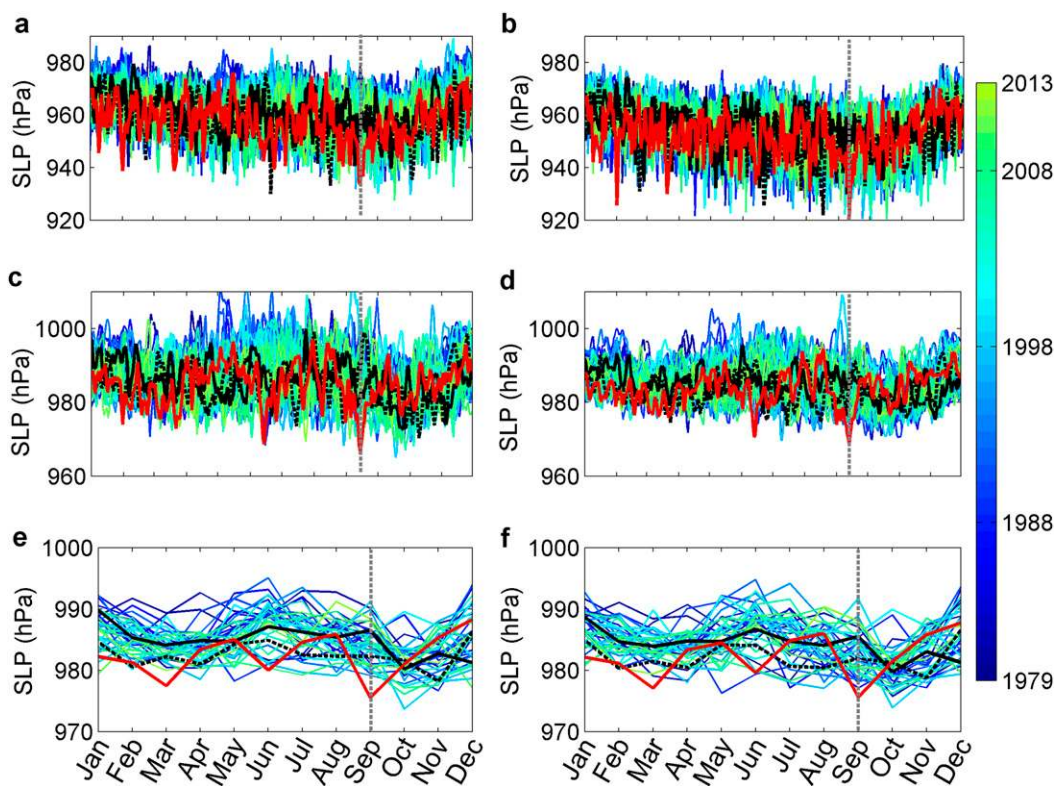 a
b
SLP (hPa)
980
960
940
920
SLP (hPa)
980
960
940
920
c
d
SLP (hPa)
1000
980
960
SLP (hPa)
1000
980
960
e
f
SLP (hPa)
1000
990
980
970
Jan Feb Mar Apr May Jun Jul Aug Sep Oct Nov Dec
SLP (hPa)
1000
990
980
970
Jan Feb Mar Apr May Jun Jul Aug Sep Oct Nov Dec
2013
2008
1998
1988
1979